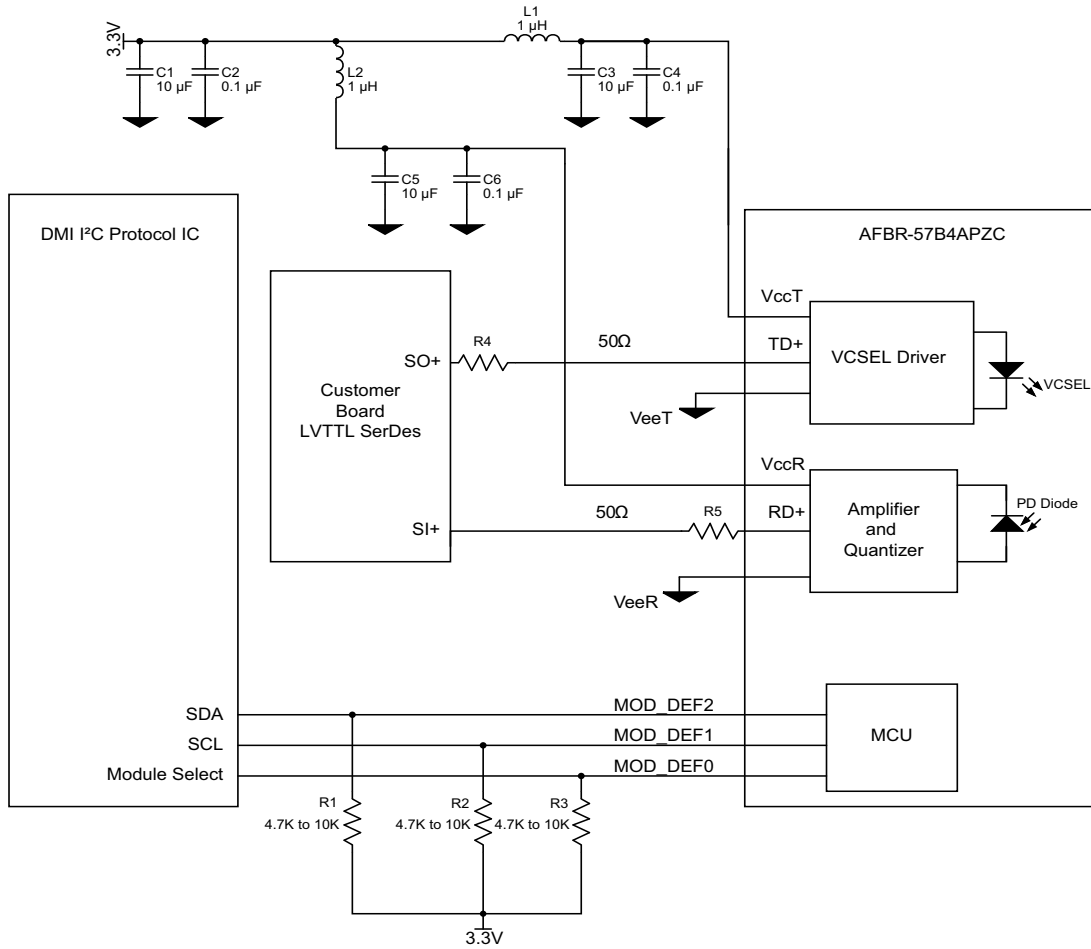 L1
1 µH
3.3V
C1
10 µF
C2
0.1 µF
L2
1 µH
C3
10 µF
C4
0.1 µF
C5
10 µF
C6
0.1 µF
DMI I²C Protocol IC
AFBR-57B4APZC
Customer
Board
LVTTL SerDes
SO+
SI+
R4
50Ω
VccT
TD+
VeeT
VCSEL Driver
VCSEL
VccR
50Ω
R5
RD+
VeeR
Amplifier
and
Quantizer
PD Diode
SDA
SCL
Module Select
MOD_DEF2
MOD_DEF1
MOD_DEF0
MCU
R1
4.7K to 10K
R2
4.7K to 10K
R3
4.7K to 10K
3.3V